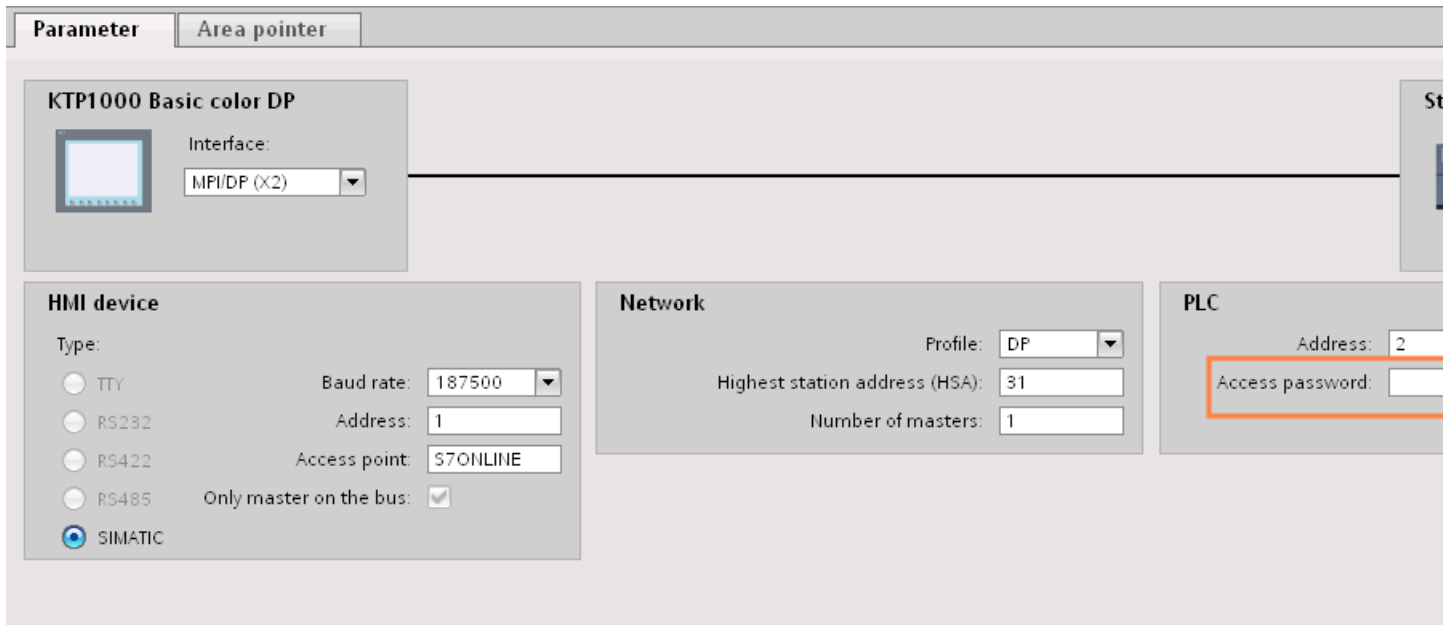 Parameter
Area pointer
KTP1000 Basic color DP
Interface:
MPI/DP (X2)
St
HMI device
Type:
TTY
RS232
RS422
RS485
SIMATIC
Baud rate: 187500
Address: 1
Access point: S7ONLINE
Only master on the bus:
Network
Profile: DP
Highest station address (HSA): 31
Number of masters: 1
PLC
Address: 2
Access password: